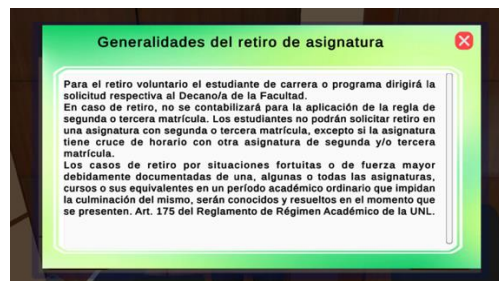 Generalidades del retiro de asignatura
Para el retiro voluntario el estudiante de carrera o programa dirigirá la
solicitud respectiva al Decano/a de la Facultad.
En caso de retiro, no se contabilizará para la aplicación de la regla de
segunda o tercera matrícula. Los estudiantes no podrán solicitar retiro en
una asignatura con segunda o tercera matrícula, excepto si la asignatura
tiene cruce de horario con otra asignatura de segunda y/o tercera
matrícula.
Los casos de retiro por situaciones fortuitas o de fuerza mayor
debidamente documentadas de una, algunas o todas las asignaturas,
cursos o sus equivalentes en un período académico ordinario que impidan
la culminación del mismo, serán conocidos y resueltos en el momento que
se presenten. Art. 175 del Reglamento de Régimen Académico de la UNL.